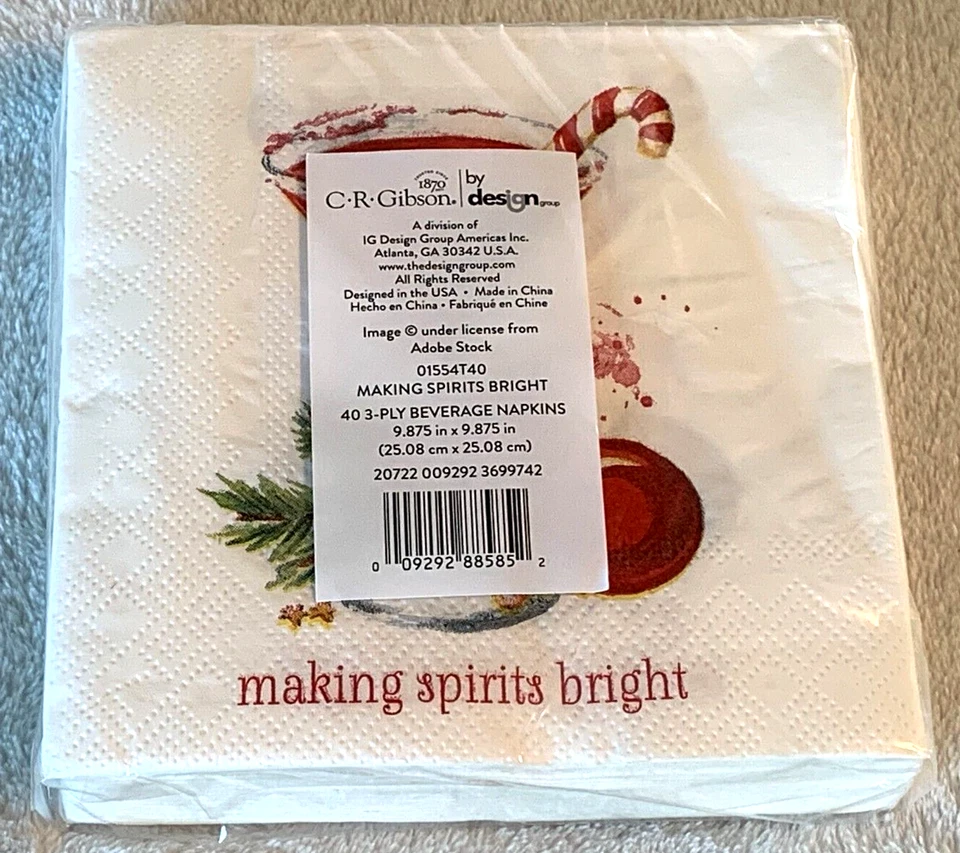 1870
C·R·Gibson® | by design group
A division of
IG Design Group Americas Inc.
Atlanta, GA 30342 U.S.A.
www.thedesigngroup.com
All Rights Reserved
Designed in the USA • Made in China
Hecho en China • Fabriqué en Chine
Image © under license from
Adobe Stock
01554T40
MAKING SPIRITS BRIGHT
40 3-PLY BEVERAGE NAPKINS
9.875 in x 9.875 in
(25.08 cm x 25.08 cm)
20722 009292 3699742
0 09292 88585 2
making spirits bright